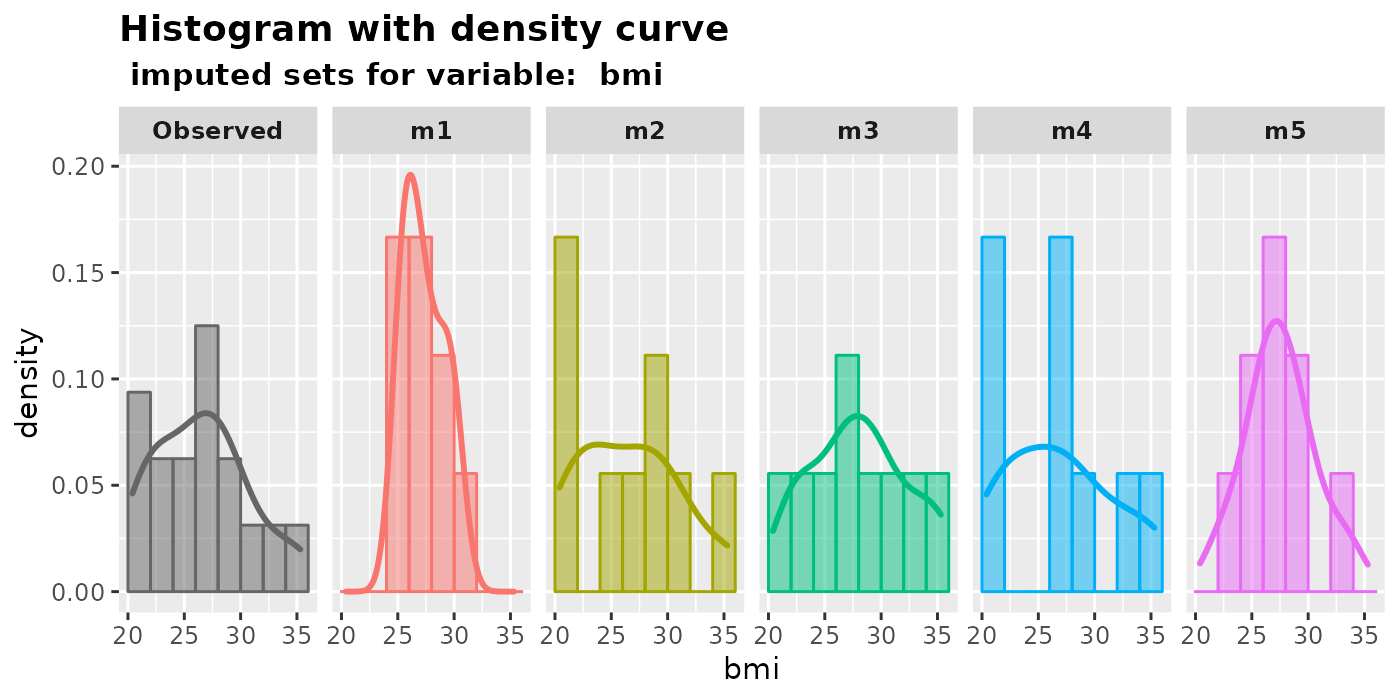 Histogram with density curve
imputed sets for variable:  bmi
Observed m1 m2 m3 m4 m5
0.20
0.15
0.10
0.05
0.00
density
20 25 30 35 20 25 30 35 20 25 30 35 20 25 30 35 20 25 30 35 20 25 30 35
bmi